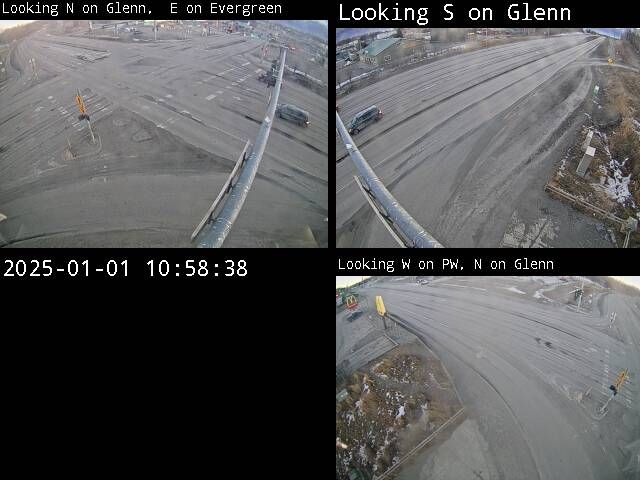 Looking N on Glenn,  E on Evergreen
Looking S on Glenn
2025-01-01 10:58:38
Looking W on PW, N on Glenn